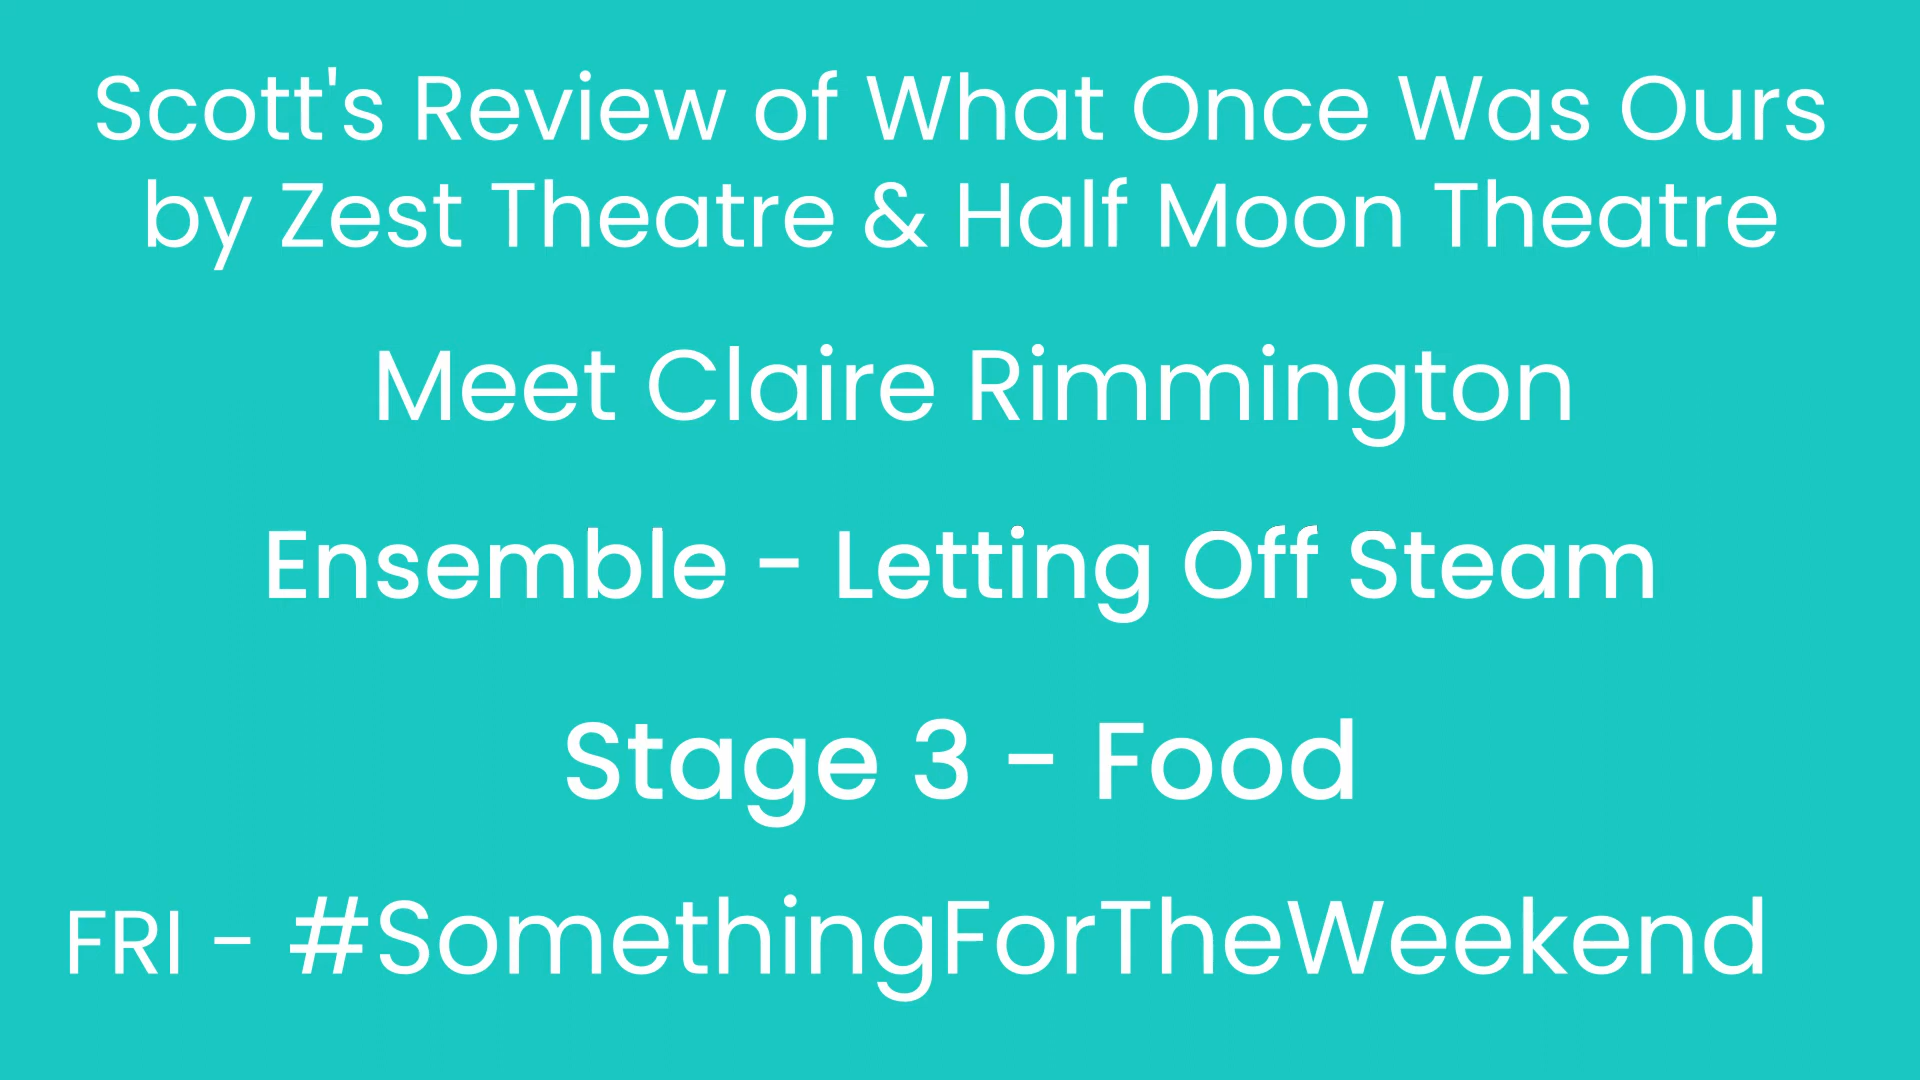 Scott's Review of What Once Was Ours
by Zest Theatre & Half Moon Theatre
Meet Claire Rimmington
Ensemble - Letting Off Steam
Stage 3 - Food
FRI - #SomethingForTheWeekend